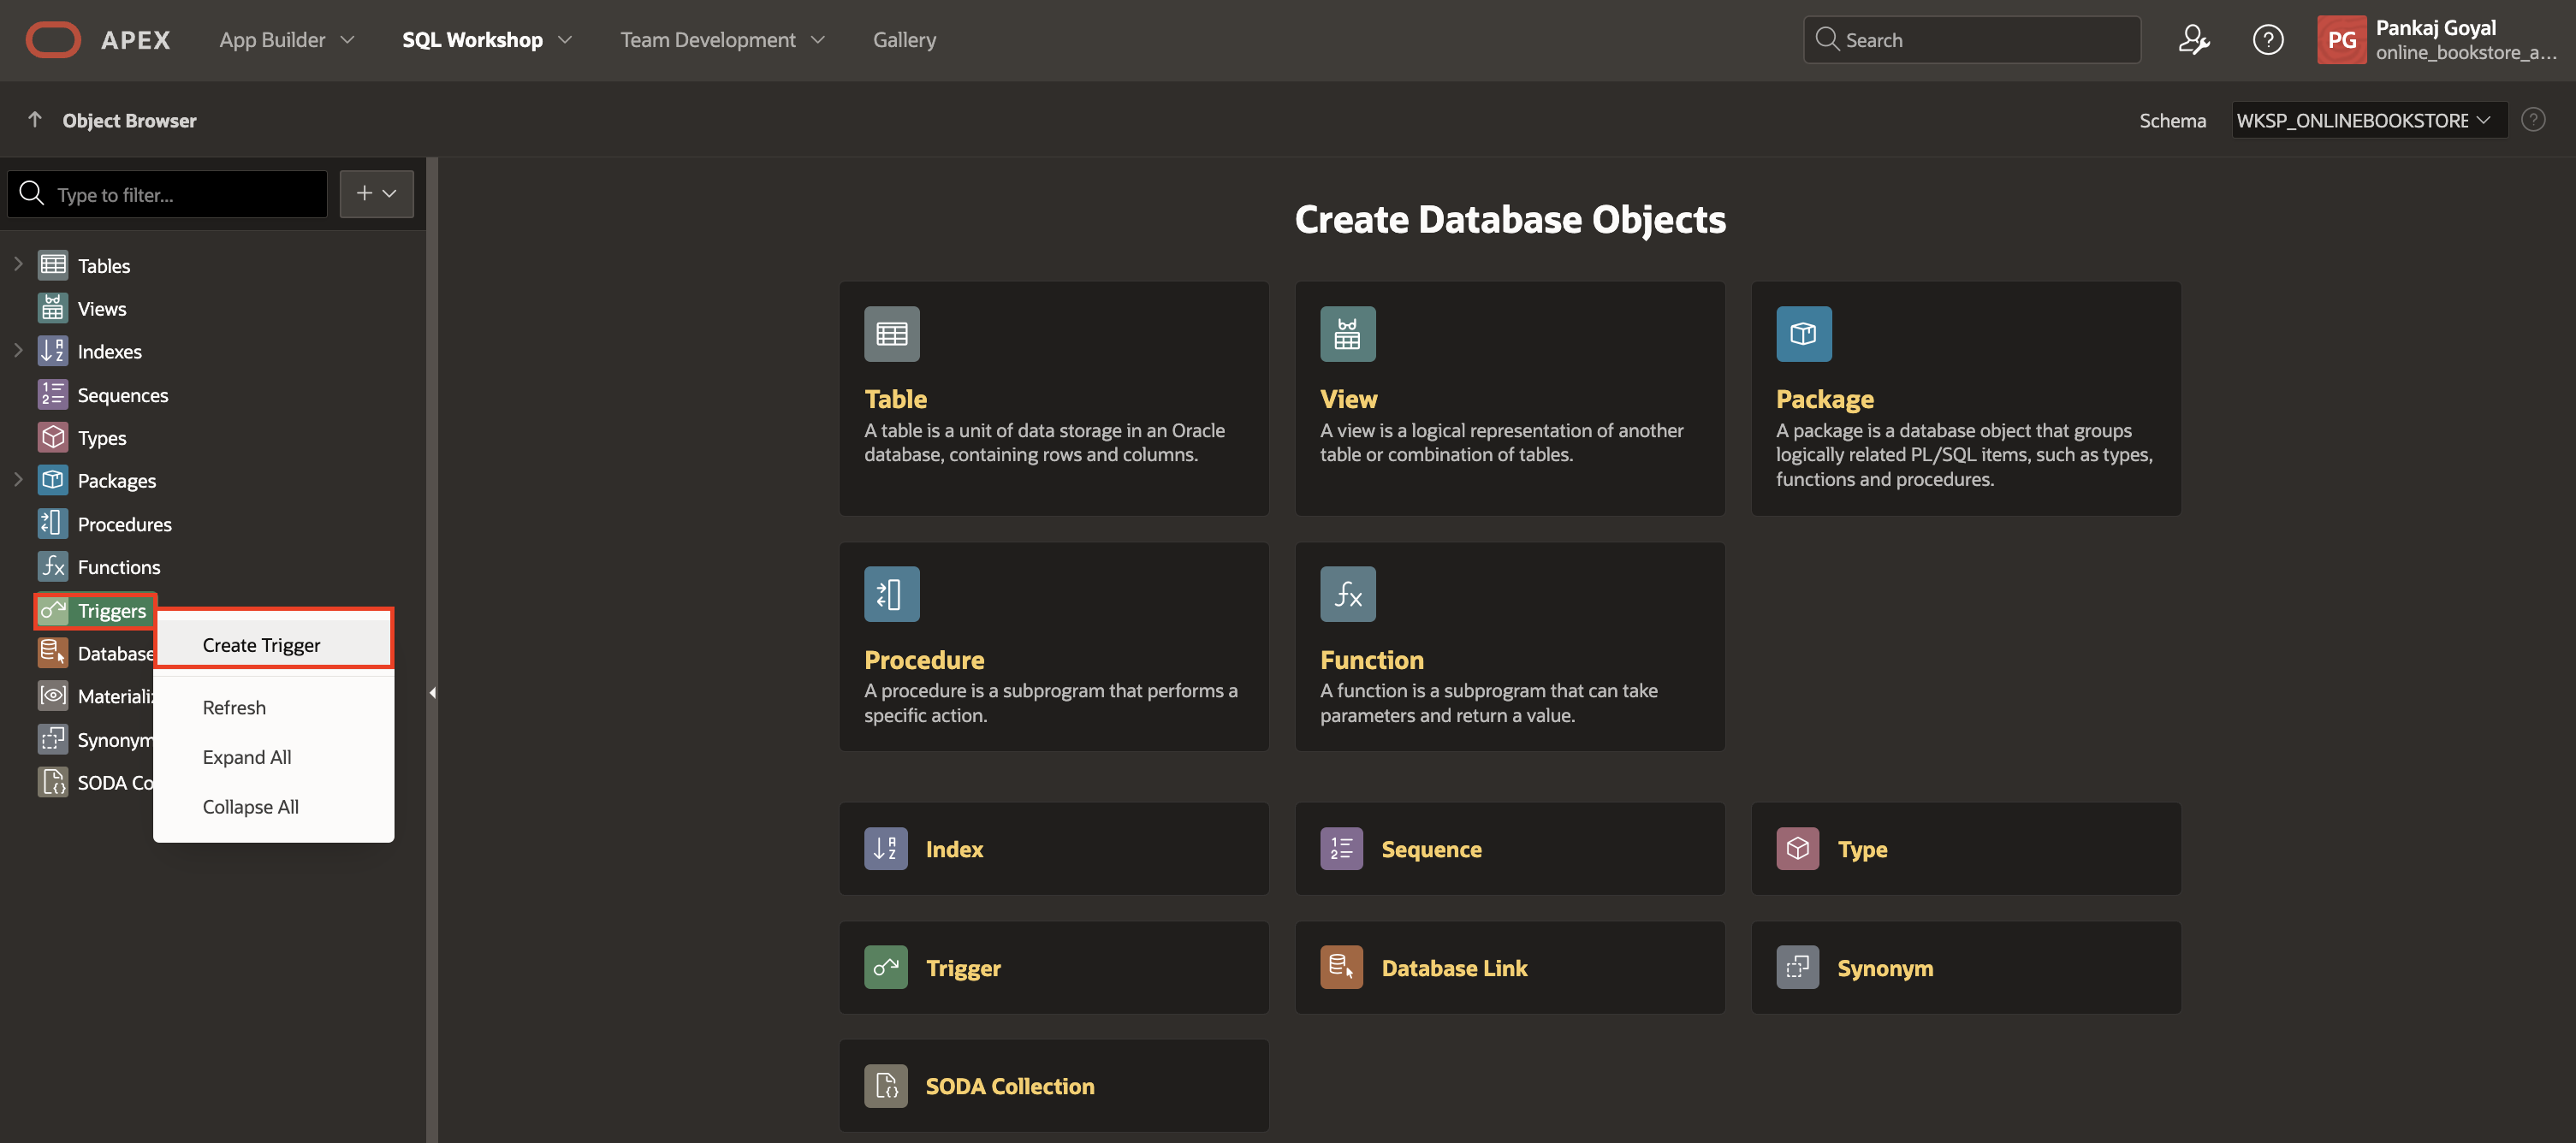 APEX
App Builder
SQL Workshop
Team Development
Gallery
Search
PG
Pankaj Goyal
online_bookstore_a...
Object Browser
Schema
WKSP_ONLINEBOOKSTORE
Type to filter...
Tables
Views
Indexes
Sequences
Types
Packages
Procedures
Functions
Triggers
Database
Materiali
Synonym
SODA Co
Create Trigger
Refresh
Expand All
Collapse All
Create Database Objects
Table
A table is a unit of data storage in an Oracle
database, containing rows and columns.
View
A view is a logical representation of another
table or combination of tables.
Package
A package is a database object that groups
logically related PL/SQL items, such as types,
functions and procedures.
Procedure
A procedure is a subprogram that performs a
specific action.
Function
A function is a subprogram that can take
parameters and return a value.
Index
Sequence
Type
Trigger
Database Link
Synonym
SODA Collection